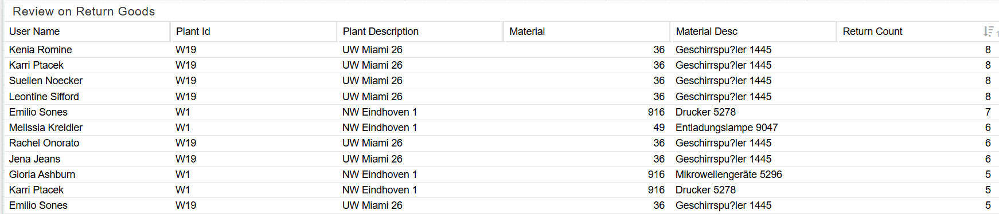 Review on Return Goods
User Name Plant Id Plant Description Material Material Desc Return Count 1
Kenia Romine W19 UW Miami 26 36 Geschirrspu?ler 1445 8
Karri Ptacek W19 UW Miami 26 36 Geschirrspu?ler 1445 8
Suellen Noecker W19 UW Miami 26 36 Geschirrspu?ler 1445 8
Leontine Sifford W19 UW Miami 26 36 Geschirrspu?ler 1445 8
Emilio Sones W1 NW Eindhoven 1 916 Drucker 5278 7
Melissia Kreidler W1 NW Eindhoven 1 49 Entladungslampe 9047 6
Rachel Onorato W19 UW Miami 26 36 Geschirrspu?ler 1445 6
Jena Jeans W19 UW Miami 26 36 Geschirrspu?ler 1445 6
Gloria Ashburn W1 NW Eindhoven 1 916 Mikrowellengeräte 5296 5
Karri Ptacek W1 NW Eindhoven 1 916 Drucker 5278 5
Emilio Sones W19 UW Miami 26 36 Geschirrspu?ler 1445 5